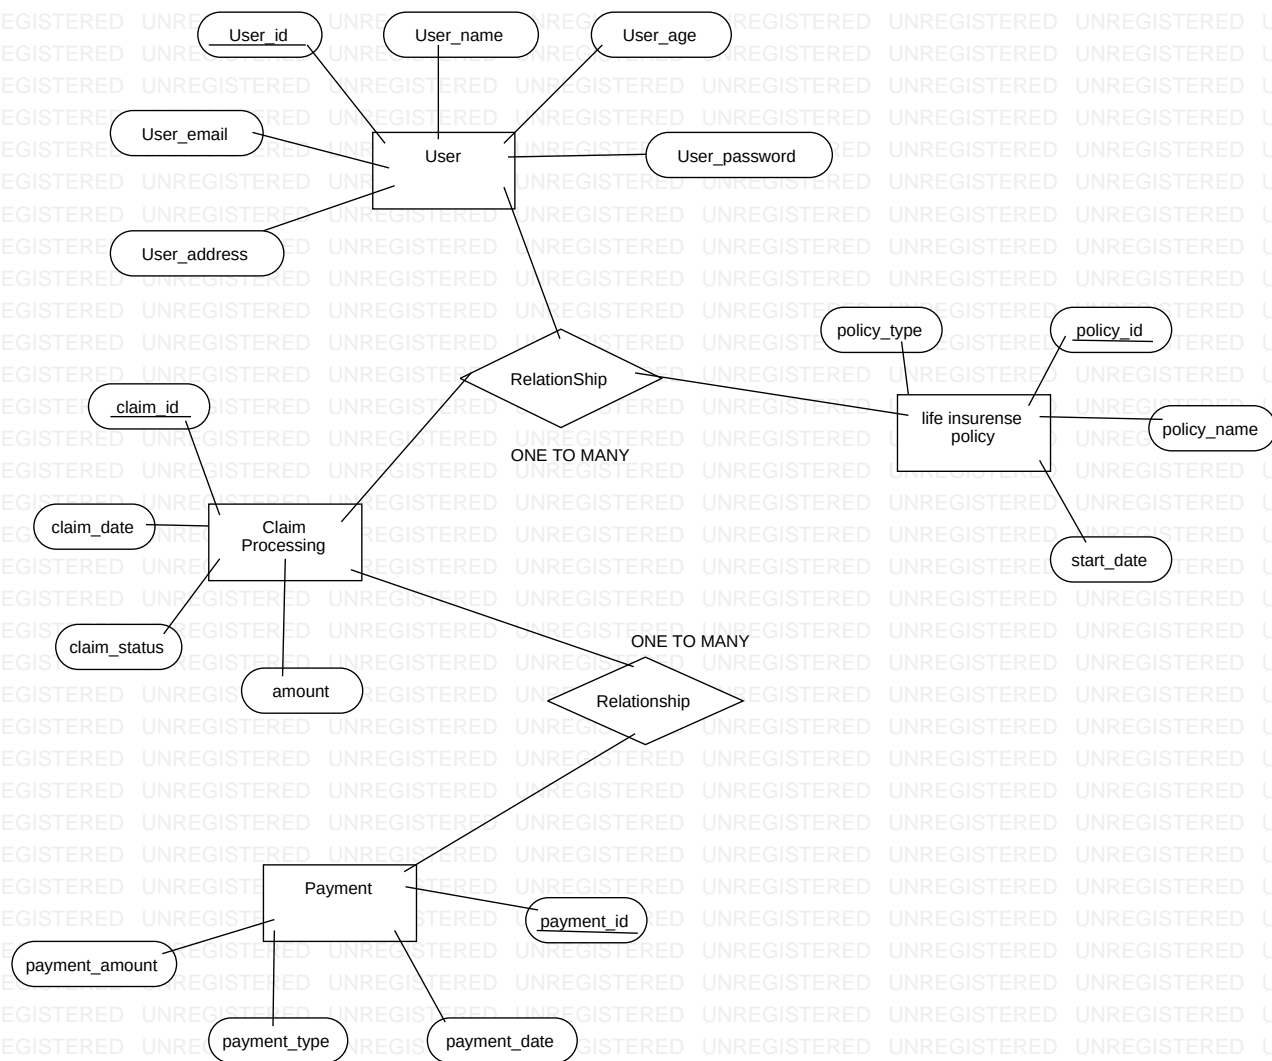 User_id
User_name
User_age
User_email
User
User_password
User_address
policy_type
policy_id
RelationShip
claim_id
life insurense
policy
policy_name
ONE TO MANY
claim_date
Claim
Processing
start_date
claim_status
ONE TO MANY
amount
Relationship
Payment
payment_id
payment_amount
payment_type
payment_date
UNREGISTERED